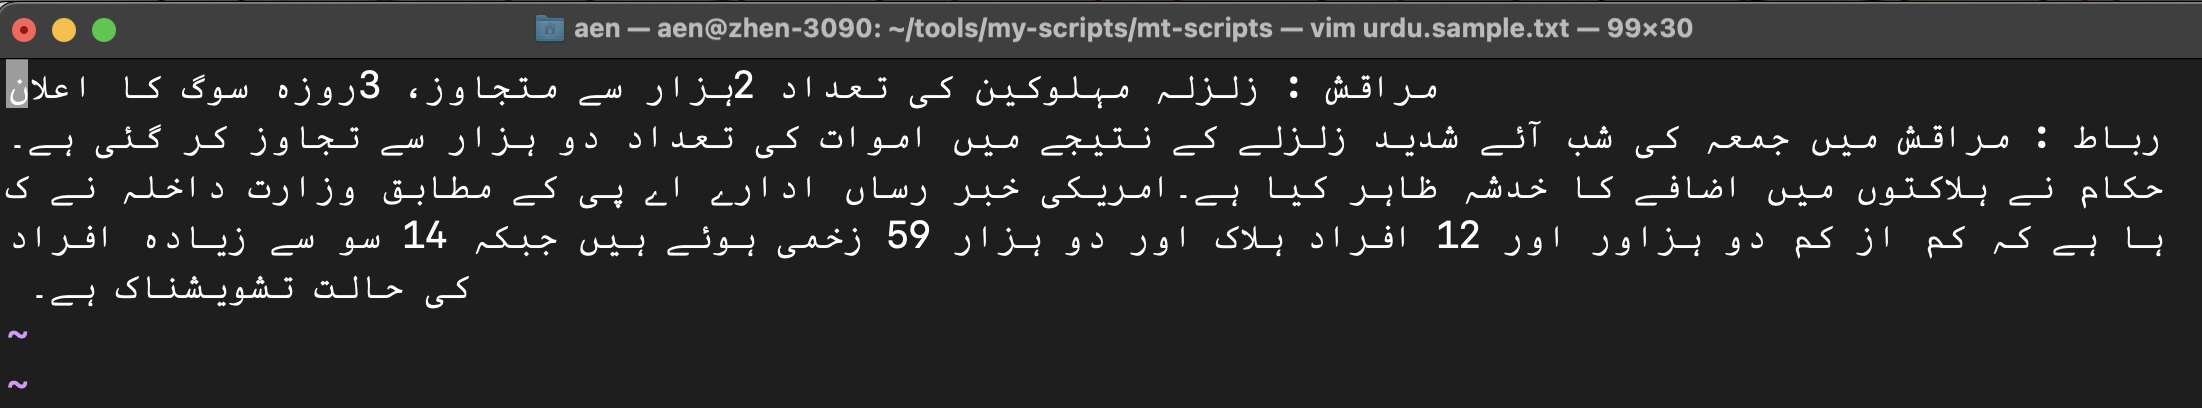 aen — aen@zhen-3090: ~/tools/my-scripts/mt-scripts — vim urdu.sample.txt — 99×30
مراقش : زلزلہ مہلوکین کی تعداد 2ہزار سے متجاوز، 3روزہ سوگ کا اعلان
رباط : مراقش میں جمعہ کی شب آئے شدید زلزلے کے نتیجے میں اموات کی تعداد دو ہزار سے تجاوز کر گئی ہے۔
حکام نے ہلاکتوں میں اضافے کا خدشہ ظاہر کیا ہے۔امریکی خبر رساں ادارے اے پی کے مطابق وزارت داخلہ نے ک
ہا ہے کہ کم از کم دو ہزاور اور 12 افراد ہلاک اور دو ہزار 59 زخمی ہوئے ہیں جبکہ 14 سو سے زیادہ افراد
کی حالت تشویشناک ہے۔
~
~